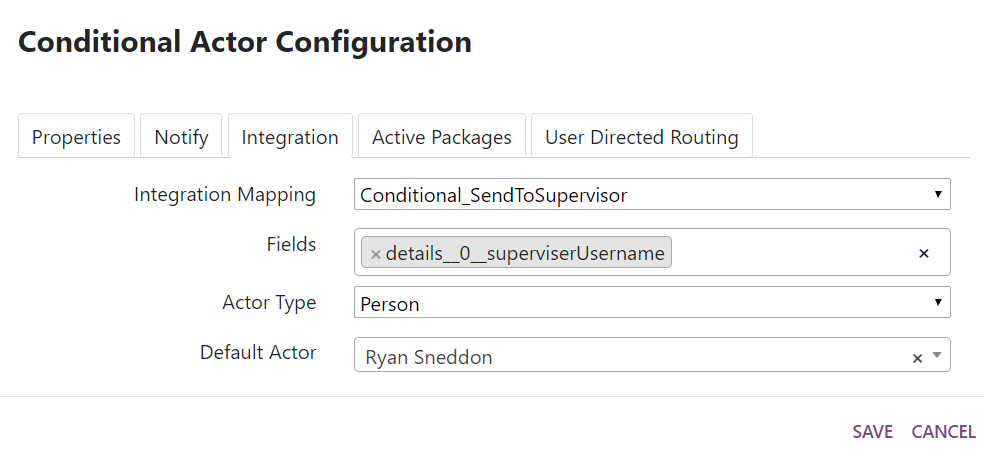 Conditional Actor Configuration
Properties Notify Integration Active Packages User Directed Routing
Integration Mapping Conditional_SendToSupervisor
Fields × details__0__superviserUsername ×
Actor Type Person
Default Actor Ryan Sneddon ×
SAVE CANCEL